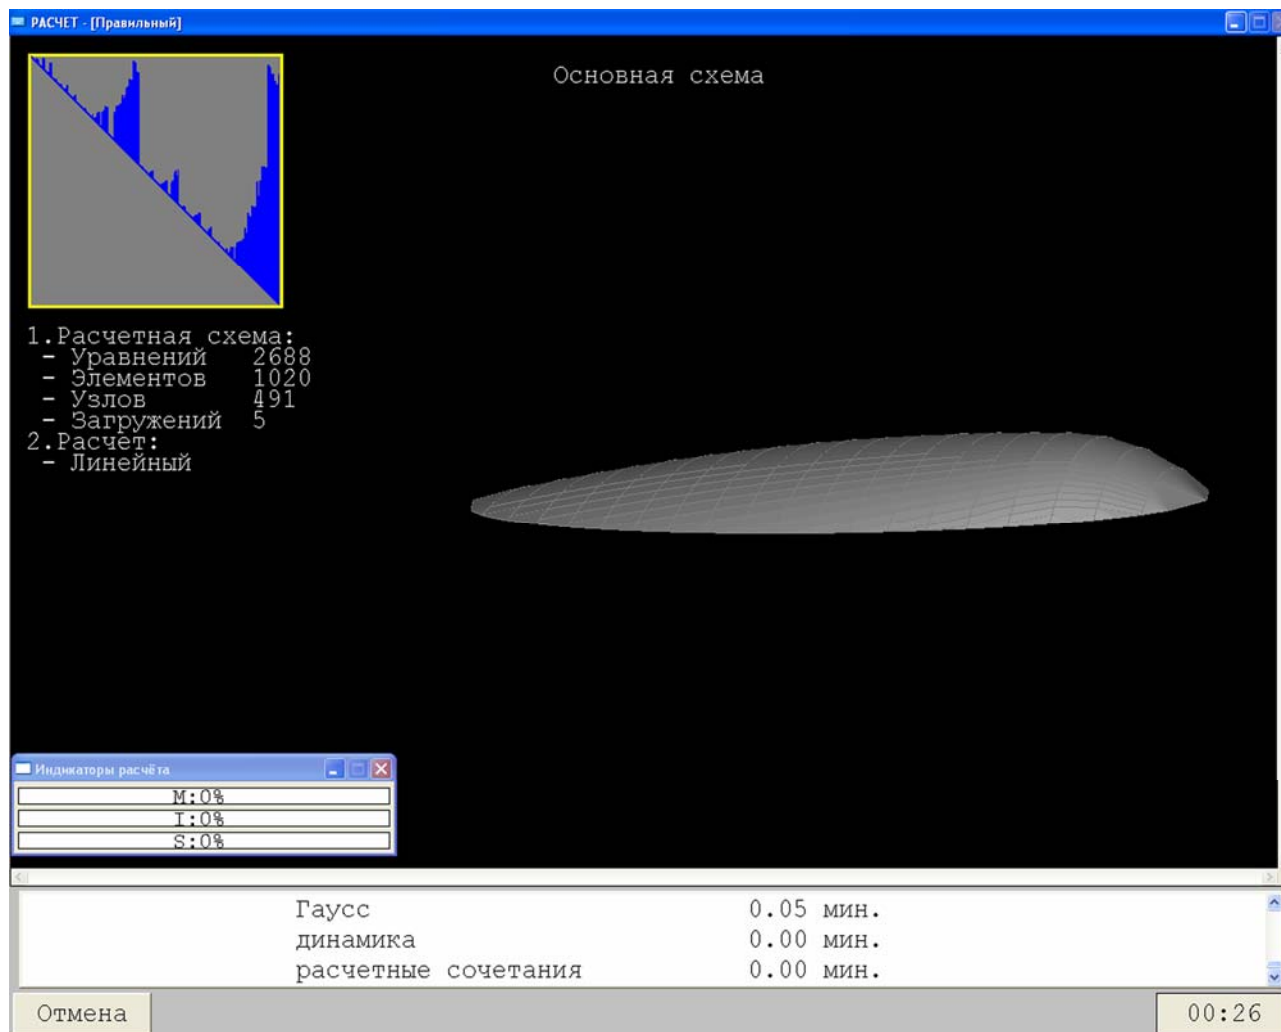 РАСЧЕТ - [Правильный]
Основная схема
1.Расчетная схема:
- Уравнений 2688
- Элементов 1020
- Узлов 491
- Загружений 5
2.Расчет:
- Линейный
Индикаторы расчёта
M:0%
I:0%
S:0%
Гаусс 0.05 мин.
динамика 0.00 мин.
расчетные сочетания 0.00 мин.
Отмена 00:26